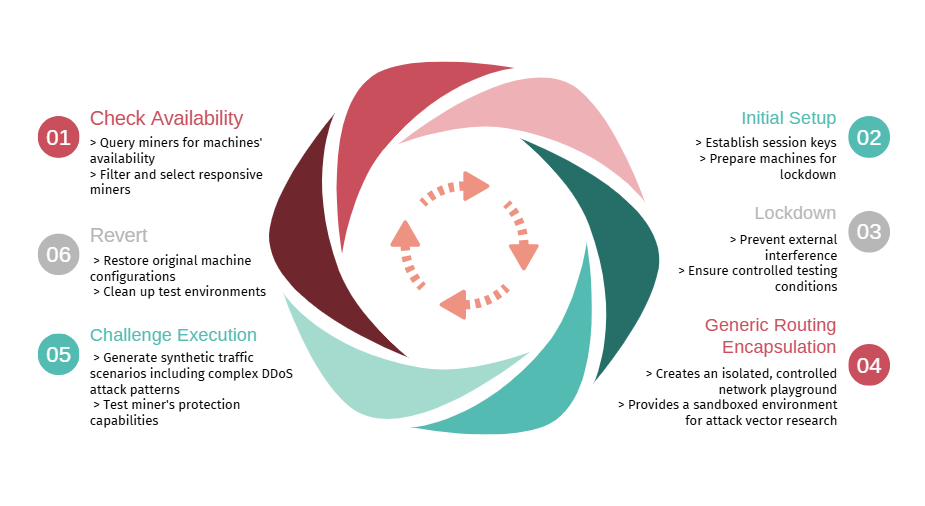 01
Check Availability
> Query miners for machines'
availability
> Filter and select responsive
miners
02
Initial Setup
> Establish session keys
> Prepare machines for
lockdown
03
Lockdown
> Prevent external
interference
> Ensure controlled testing
conditions
04
Generic Routing
Encapsulation
> Creates an isolated, controlled
network playground
> Provides a sandboxed environment
for attack vector research
05
Challenge Execution
> Generate synthetic traffic
scenarios including complex DDoS
attack patterns
> Test miner's protection
capabilities
06
Revert
> Restore original machine
configurations
> Clean up test environments